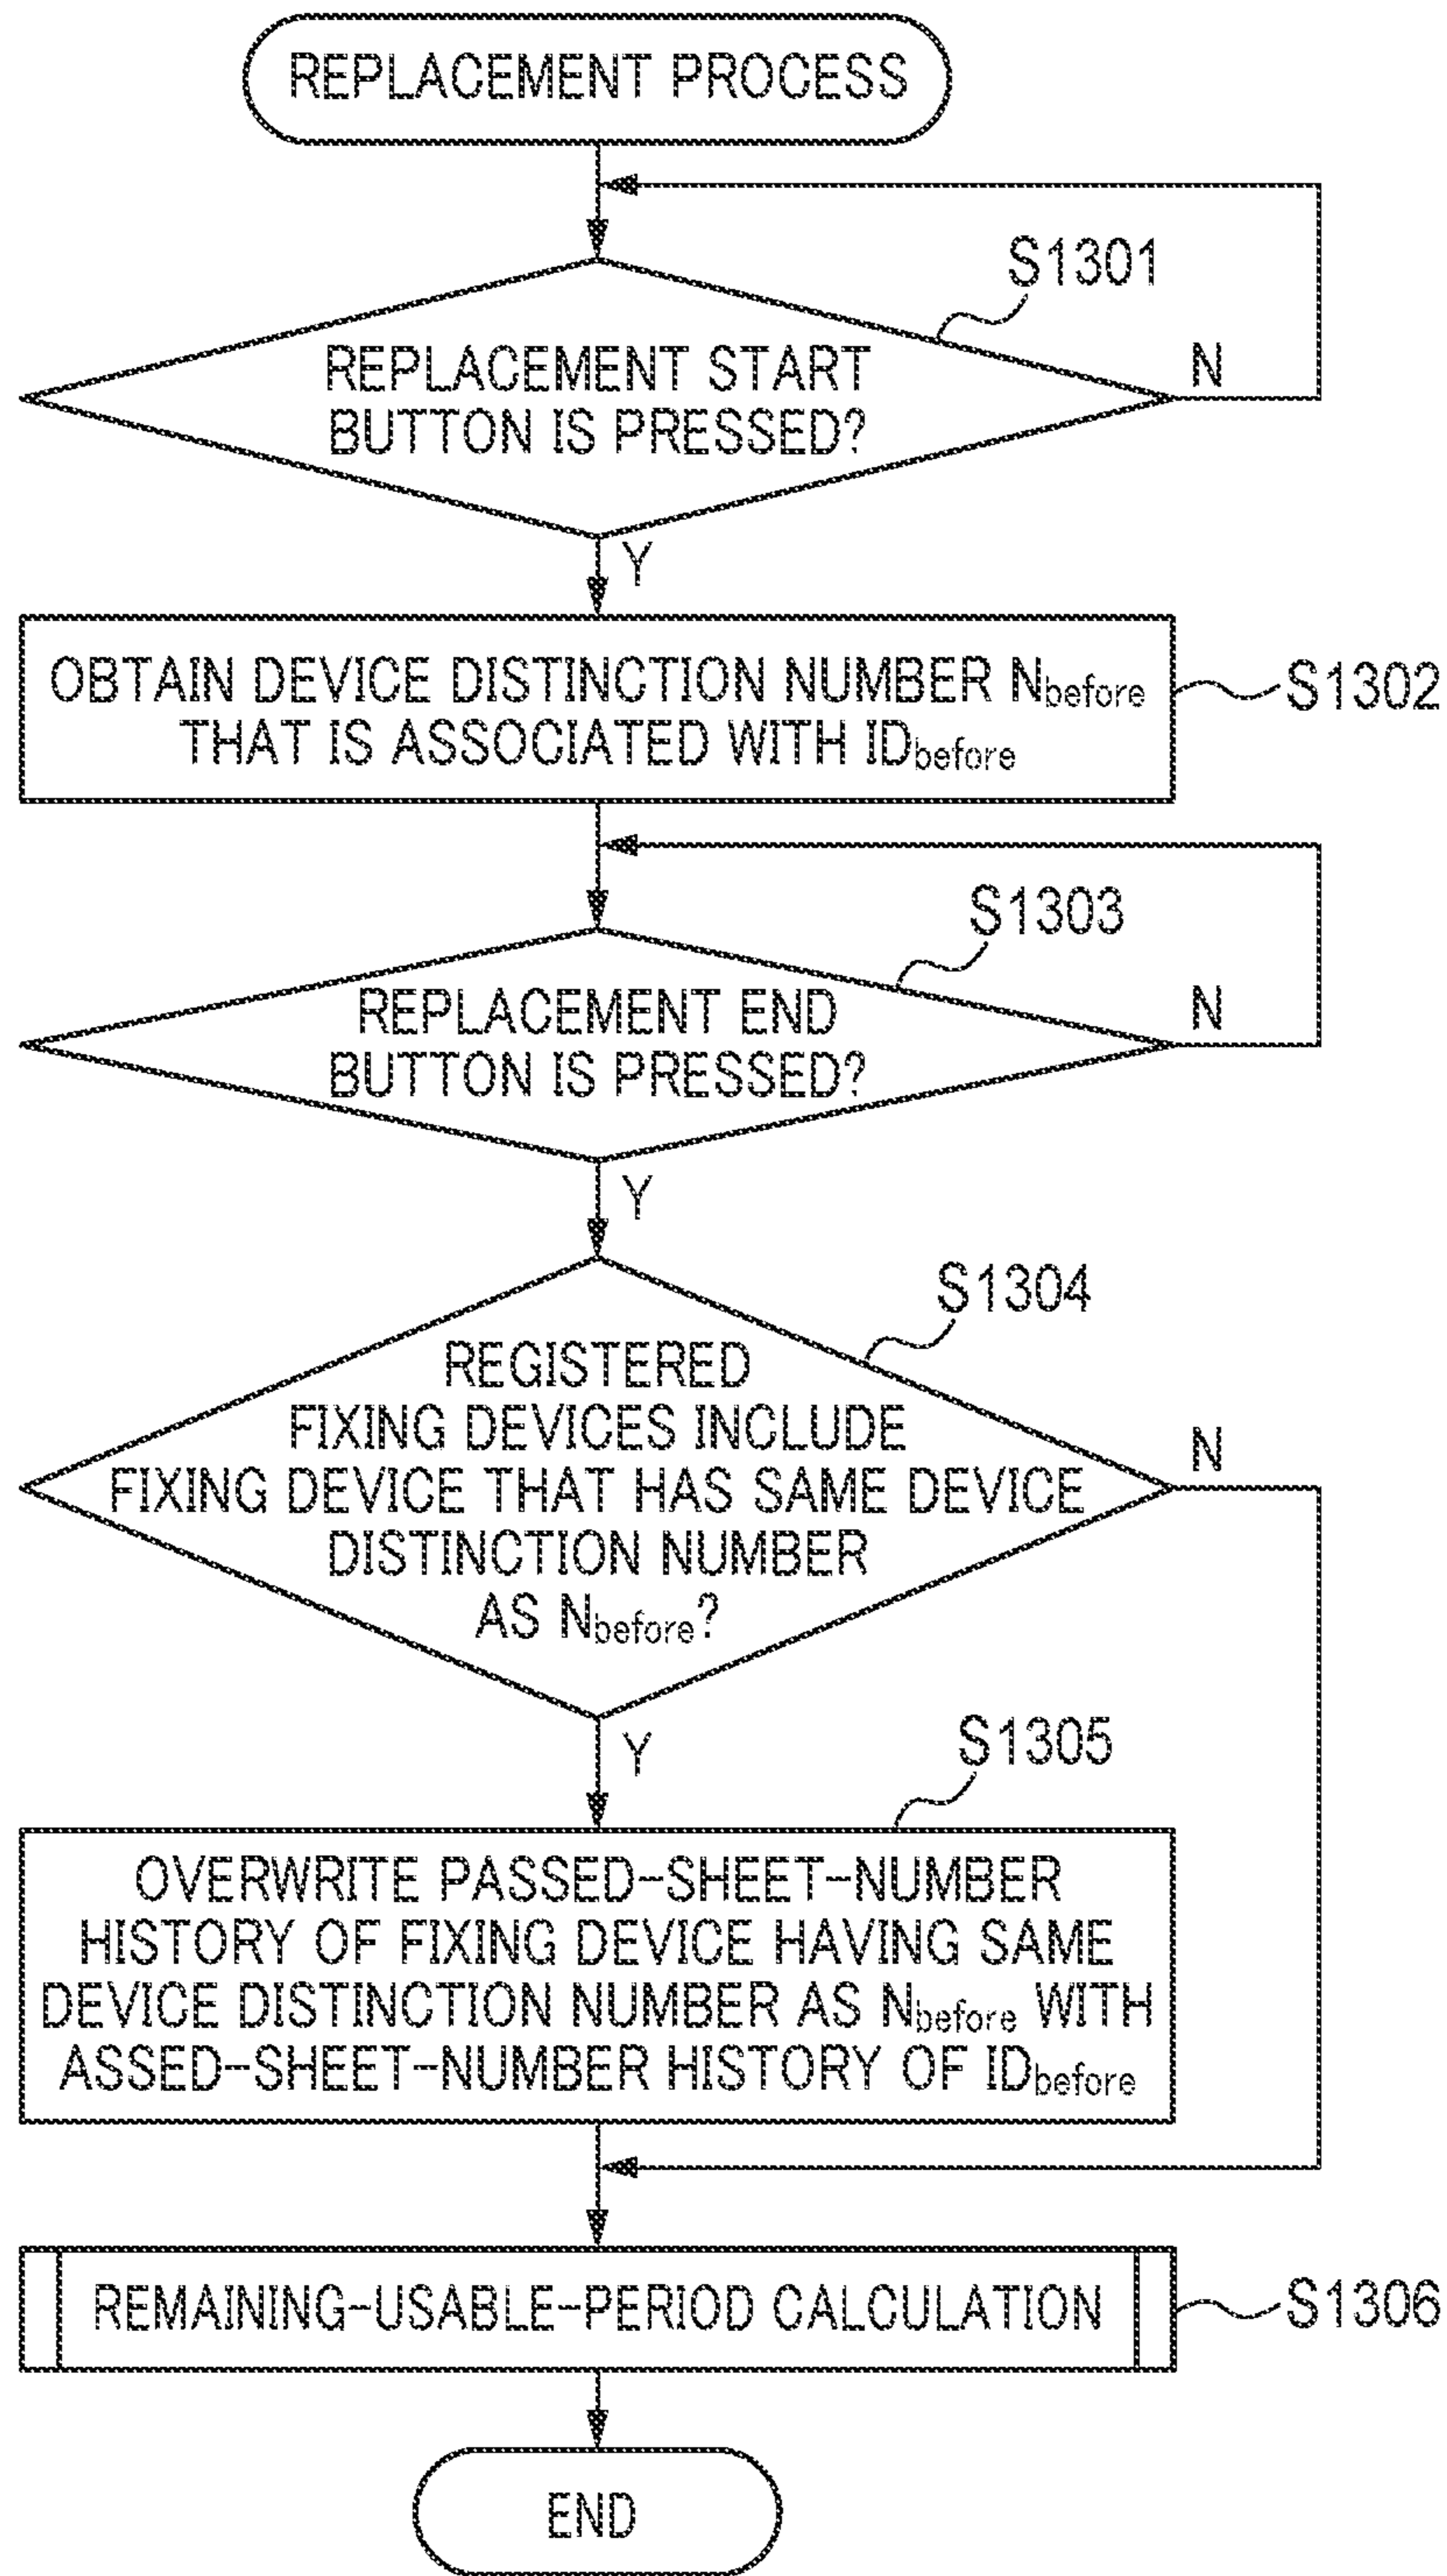 REPLACEMENT PROCESS
S1301
REPLACEMENT START
BUTTON IS PRESSED?
N
Y
OBTAIN DEVICE DISTINCTION NUMBER Nbefore
THAT IS ASSOCIATED WITH IDbefore
S1302
S1303
REPLACEMENT END
BUTTON IS PRESSED?
N
Y
S1304
REGISTERED
FIXING DEVICES INCLUDE
FIXING DEVICE THAT HAS SAME DEVICE
DISTINCTION NUMBER
AS Nbefore?
N
Y
S1305
OVERWRITE PASSED-SHEET-NUMBER
HISTORY OF FIXING DEVICE HAVING SAME
DEVICE DISTINCTION NUMBER AS Nbefore WITH
ASSED-SHEET-NUMBER HISTORY OF IDbefore
REMAINING-USABLE-PERIOD CALCULATION
S1306
END